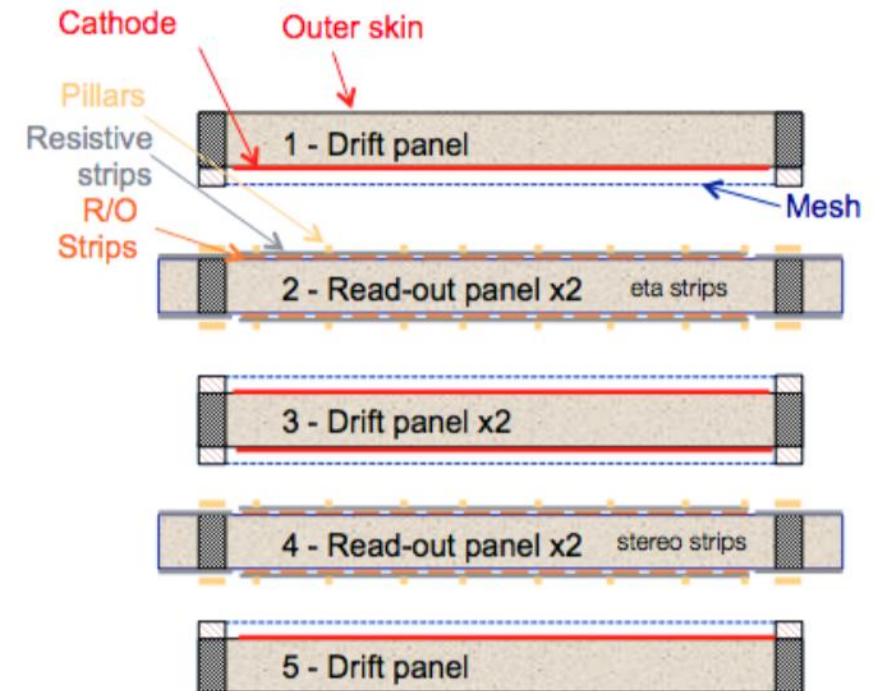 Cathode
Outer skin
Pillars
Resistive
strips
R/O
Strips
1 - Drift panel
Mesh
2 - Read-out panel x2
eta strips
3 - Drift panel x2
4 - Read-out panel x2
stereo strips
5 - Drift panel